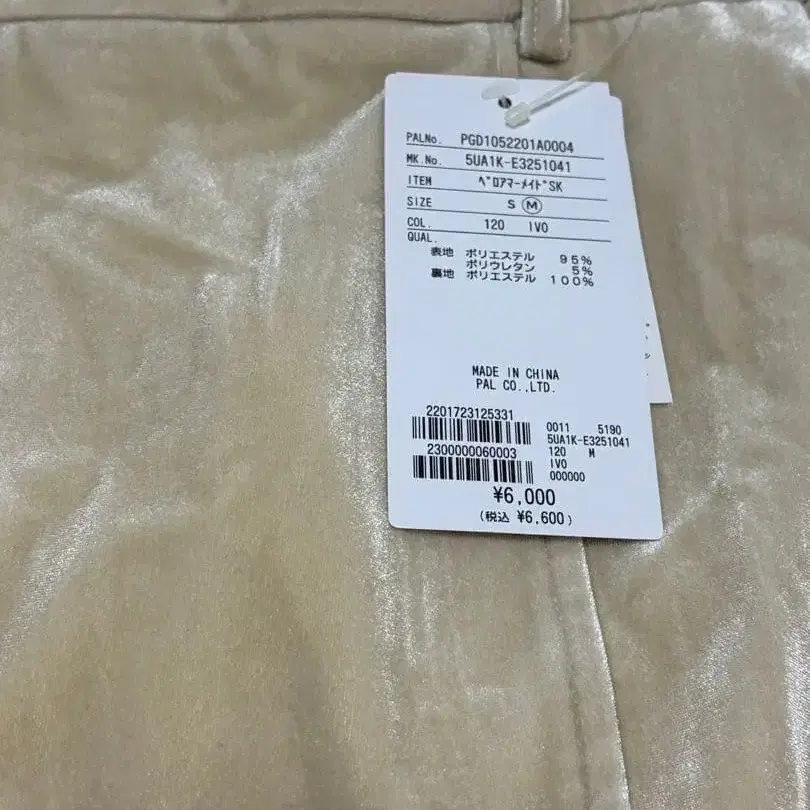 PALNo. PGD1052201A0004
MK.No. 5UA1K-E3251041
ITEM ﾍﾞﾛｱﾏｰﾒｲﾄﾞSK
SIZE S M
COL. 120 IVO
QUAL.
表地 ポリエステル 95%
ポリウレタン 5%
裏地 ポリエステル 100%
MADE IN CHINA
PAL CO.,LTD.
2201723125331
2300000060003
0011 5190
5UA1K-E3251041
120 M
IVO
000000
¥6,000
(税込 ¥6,600)